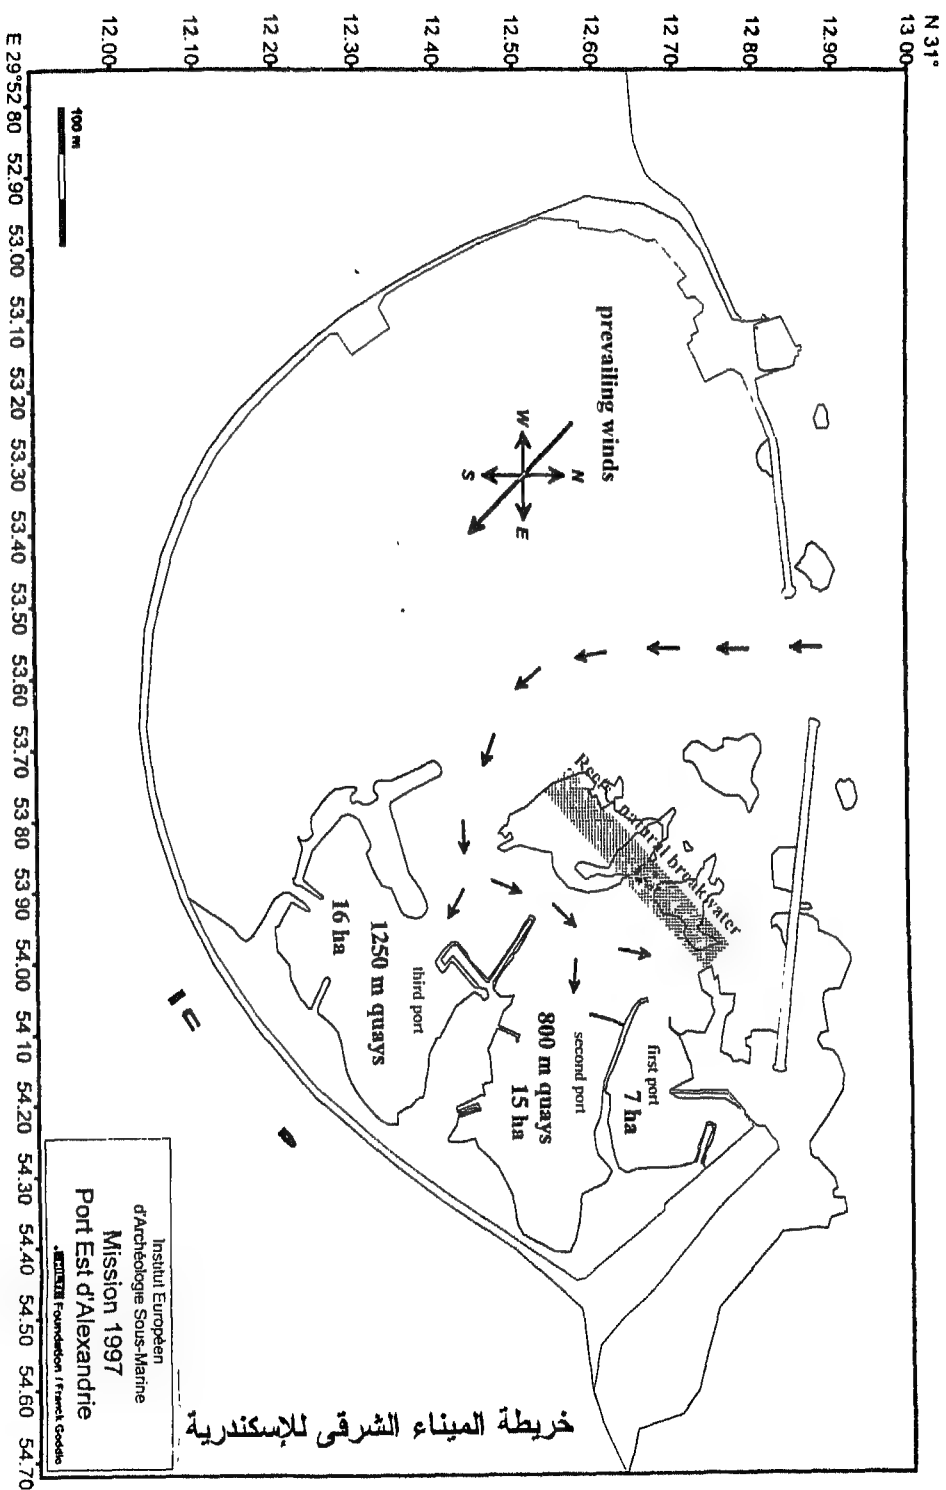 N 31°
13 00
12.90
12 80
12 70
12.60
12.50
12 40
12.30
12.20
12.10
12.00
E 29°52 80
52.90
53.00
53.10
53.20
53.30
53.40
53.50
53.60
53.70
53 80
53 90
54.00
54 10
54.20
54.30
54.40
54.50
54.60
54.70
100 m
prevailing winds
N
W
E
S
natural breakwater
first port
7 ha
second port
800 m quays
15 ha
third port
1250 m quays
16 ha
Institut Européen
d'Archéologie Sous-Marine
Mission 1997
Port Est d'Alexandrie
Foundation / Franck Goddio
خريطة الميناء الشرقى للإسكندرية